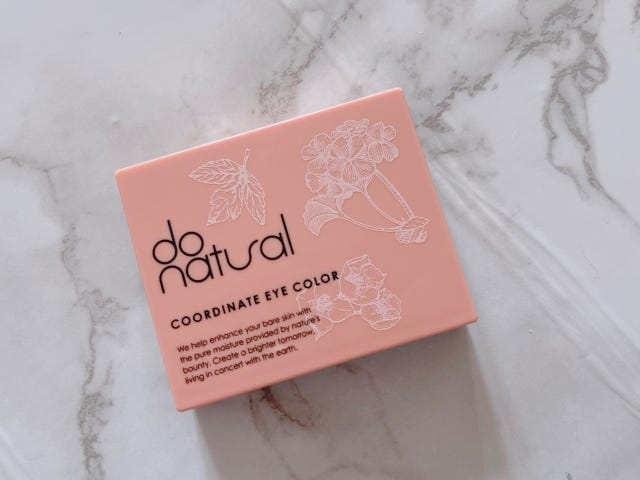 do
natural
COORDINATE EYE COLOR
We help enhance your bare skin with
the pure moisture provided by nature's
bounty. Create a brighter tomorrow,
living in concert with the earth.